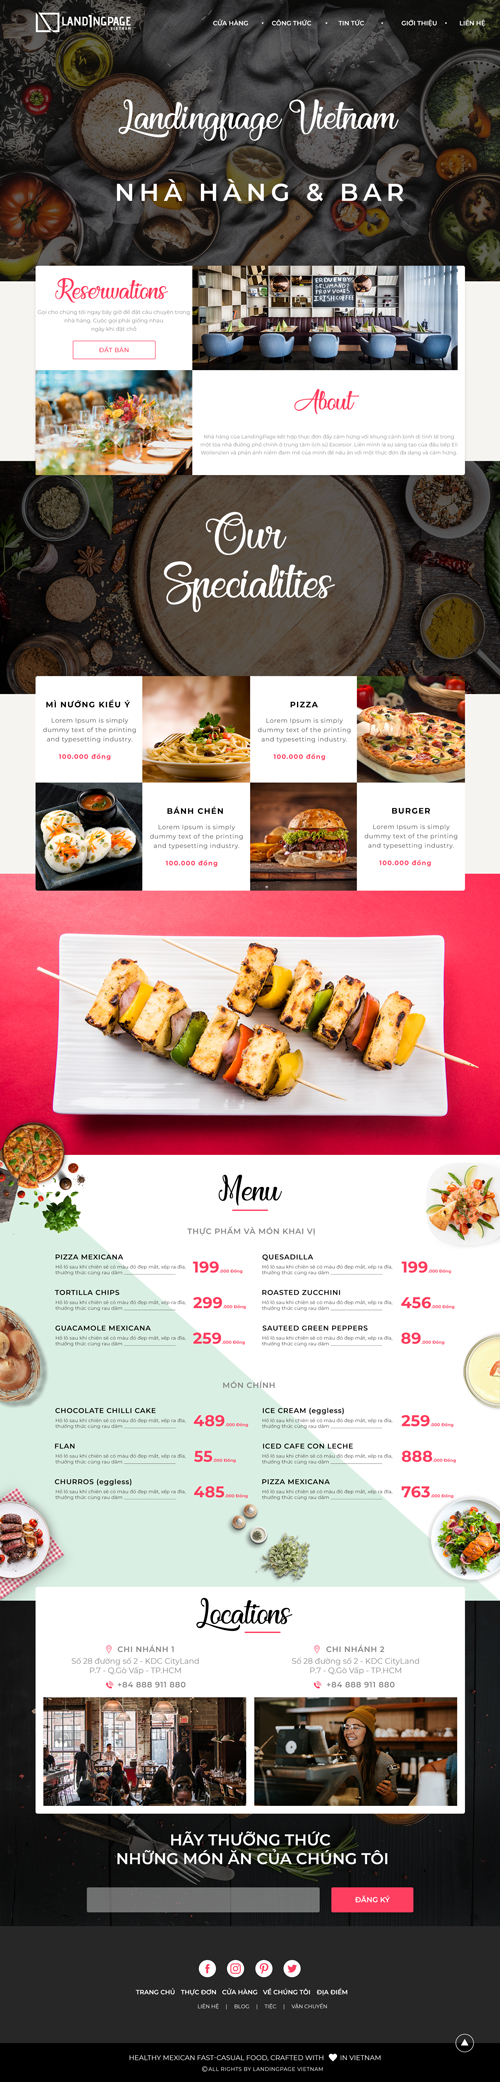 LANDINGPAGE
VIETNAM
CỬA HÀNG • CÔNG THỨC • TIN TỨC • GIỚI THIỆU • LIÊN HỆ
Landingpage Vietnam
NHÀ HÀNG & BAR
Reservations
Gọi cho chúng tôi ngay bây giờ để đặt câu chuyện trong
nhà hàng. Cuộc gọi phải giống nhau
ngày khi đặt chỗ
ĐẶT BÀN
About
Nhà hàng của LandingPage kết hợp thực đơn đầy cảm hứng với khung cảnh bình dị tinh tế trong
một tòa nhà đường phố chính ở trung tâm lịch sử Excelsior. Liên minh là sự sáng tạo của đầu bếp Eli
Wollenzien và phản ánh niềm đam mê của mình để nấu ăn với một thực đơn đa dạng và cảm hứng.
Our
Specialities
MÌ NƯỚNG KIỂU Ý
Lorem Ipsum is simply
dummy text of the printing
and typesetting industry.
100.000 đồng
PIZZA
Lorem Ipsum is simply
dummy text of the printing
and typesetting industry.
100.000 đồng
BÁNH CHÉN
Lorem Ipsum is simply
dummy text of the printing
and typesetting industry.
100.000 đồng
BURGER
Lorem Ipsum is simply
dummy text of the printing
and typesetting industry.
100.000 đồng
Menu
THỰC PHẨM VÀ MÓN KHAI VỊ
PIZZA MEXICANA
Hồ lô sau khi chiên sẽ có màu đỏ đẹp mắt, xếp ra đĩa,
thưởng thức cùng rau dăm
199.000 Đồng
QUESADILLA
Hồ lô sau khi chiên sẽ có màu đỏ đẹp mắt, xếp ra đĩa,
thưởng thức cùng rau dăm
199.000 Đồng
TORTILLA CHIPS
Hồ lô sau khi chiên sẽ có màu đỏ đẹp mắt, xếp ra đĩa,
thưởng thức cùng rau dăm
299.000 Đồng
ROASTED ZUCCHINI
Hồ lô sau khi chiên sẽ có màu đỏ đẹp mắt, xếp ra đĩa,
thưởng thức cùng rau dăm
456.000 Đồng
GUACAMOLE MEXICANA
Hồ lô sau khi chiên sẽ có màu đỏ đẹp mắt, xếp ra đĩa,
thưởng thức cùng rau dăm
259.000 Đồng
SAUTEED GREEN PEPPERS
Hồ lô sau khi chiên sẽ có màu đỏ đẹp mắt, xếp ra đĩa,
thưởng thức cùng rau dăm
89.000 Đồng
MÓN CHÍNH
CHOCOLATE CHILLI CAKE
Hồ lô sau khi chiên sẽ có màu đỏ đẹp mắt, xếp ra đĩa,
thưởng thức cùng rau dăm
489.000 Đồng
ICE CREAM (eggless)
Hồ lô sau khi chiên sẽ có màu đỏ đẹp mắt, xếp ra đĩa,
thưởng thức cùng rau dăm
259.000 Đồng
FLAN
Hồ lô sau khi chiên sẽ có màu đỏ đẹp mắt, xếp ra đĩa,
thưởng thức cùng rau dăm
55.000 Đồng
ICED CAFE CON LECHE
Hồ lô sau khi chiên sẽ có màu đỏ đẹp mắt, xếp ra đĩa,
thưởng thức cùng rau dăm
888.000 Đồng
CHURROS (eggless)
Hồ lô sau khi chiên sẽ có màu đỏ đẹp mắt, xếp ra đĩa,
thưởng thức cùng rau dăm
485.000 Đồng
PIZZA MEXICANA
Hồ lô sau khi chiên sẽ có màu đỏ đẹp mắt, xếp ra đĩa,
thưởng thức cùng rau dăm
763.000 Đồng
Locations
CHI NHÁNH 1
Số 28 đường số 2 - KDC CityLand
P.7 - Q.Gò Vấp - TP.HCM
+84 888 911 880
CHI NHÁNH 2
Số 28 đường số 2 - KDC CityLand
P.7 - Q.Gò Vấp - TP.HCM
+84 888 911 880
HÃY THƯỞNG THỨC
NHỮNG MÓN ĂN CỦA CHÚNG TÔI
ĐĂNG KÝ
TRANG CHỦ THỰC ĐƠN CỬA HÀNG VỀ CHÚNG TÔI ĐỊA ĐIỂM
LIÊN HỆ | BLOG | TIỆC | VẬN CHUYỂN
HEALTHY MEXICAN FAST-CASUAL FOOD, CRAFTED WITH ♥ IN VIETNAM
©ALL RIGHTS BY LANDINGPAGE VIETNAM